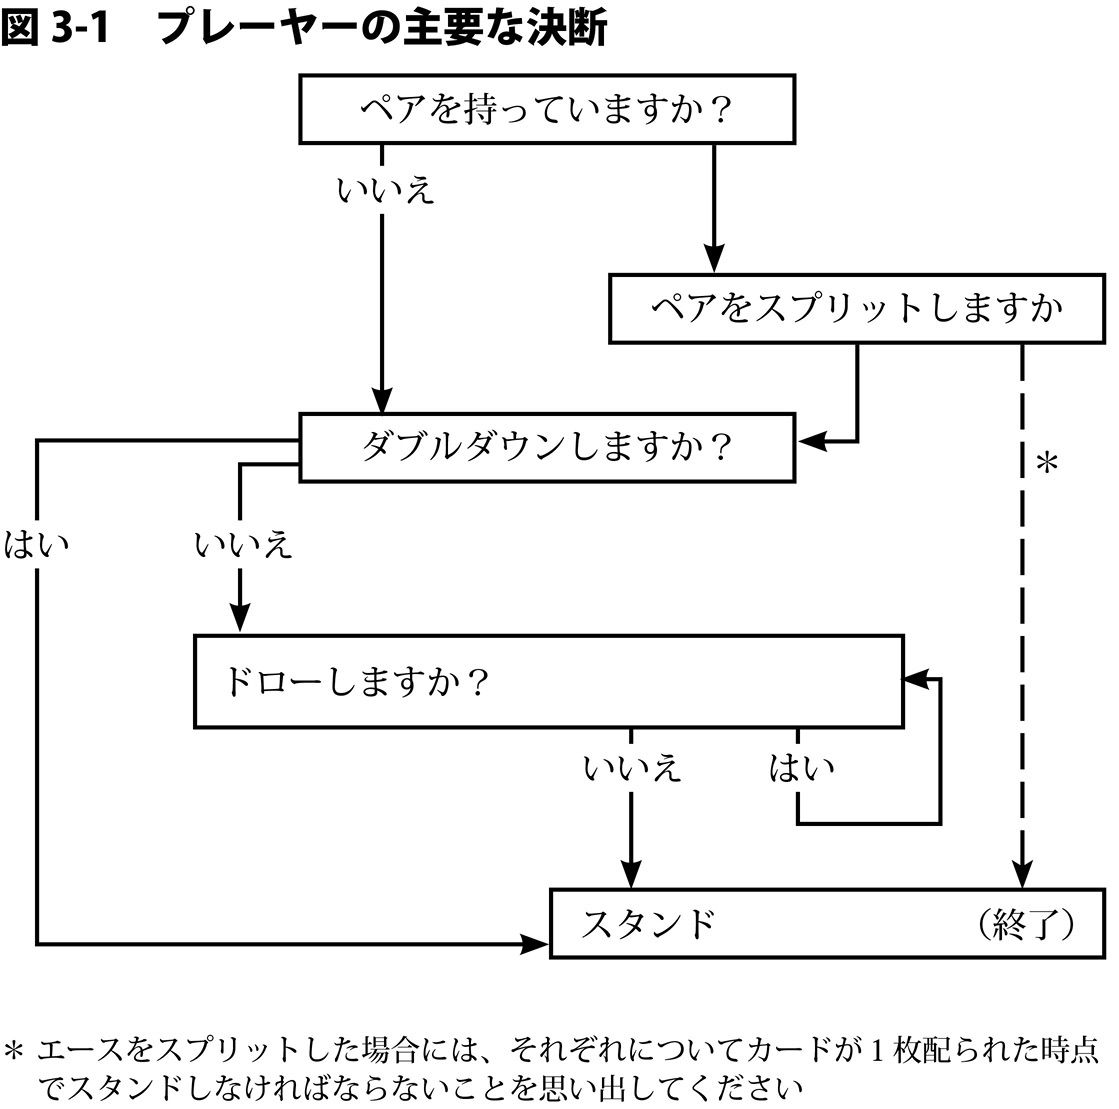 図 3-1 プレーヤーの主要な決断
ペアを持っていますか？
いいえ
ペアをスプリットしますか
ダブルダウンしますか？
*
はい
いいえ
ドローしますか？
いいえ
はい
スタンド （終了）
* エースをスプリットした場合には、それぞれについてカードが 1 枚配られた時点
でスタンドしなければならないことを思い出してください